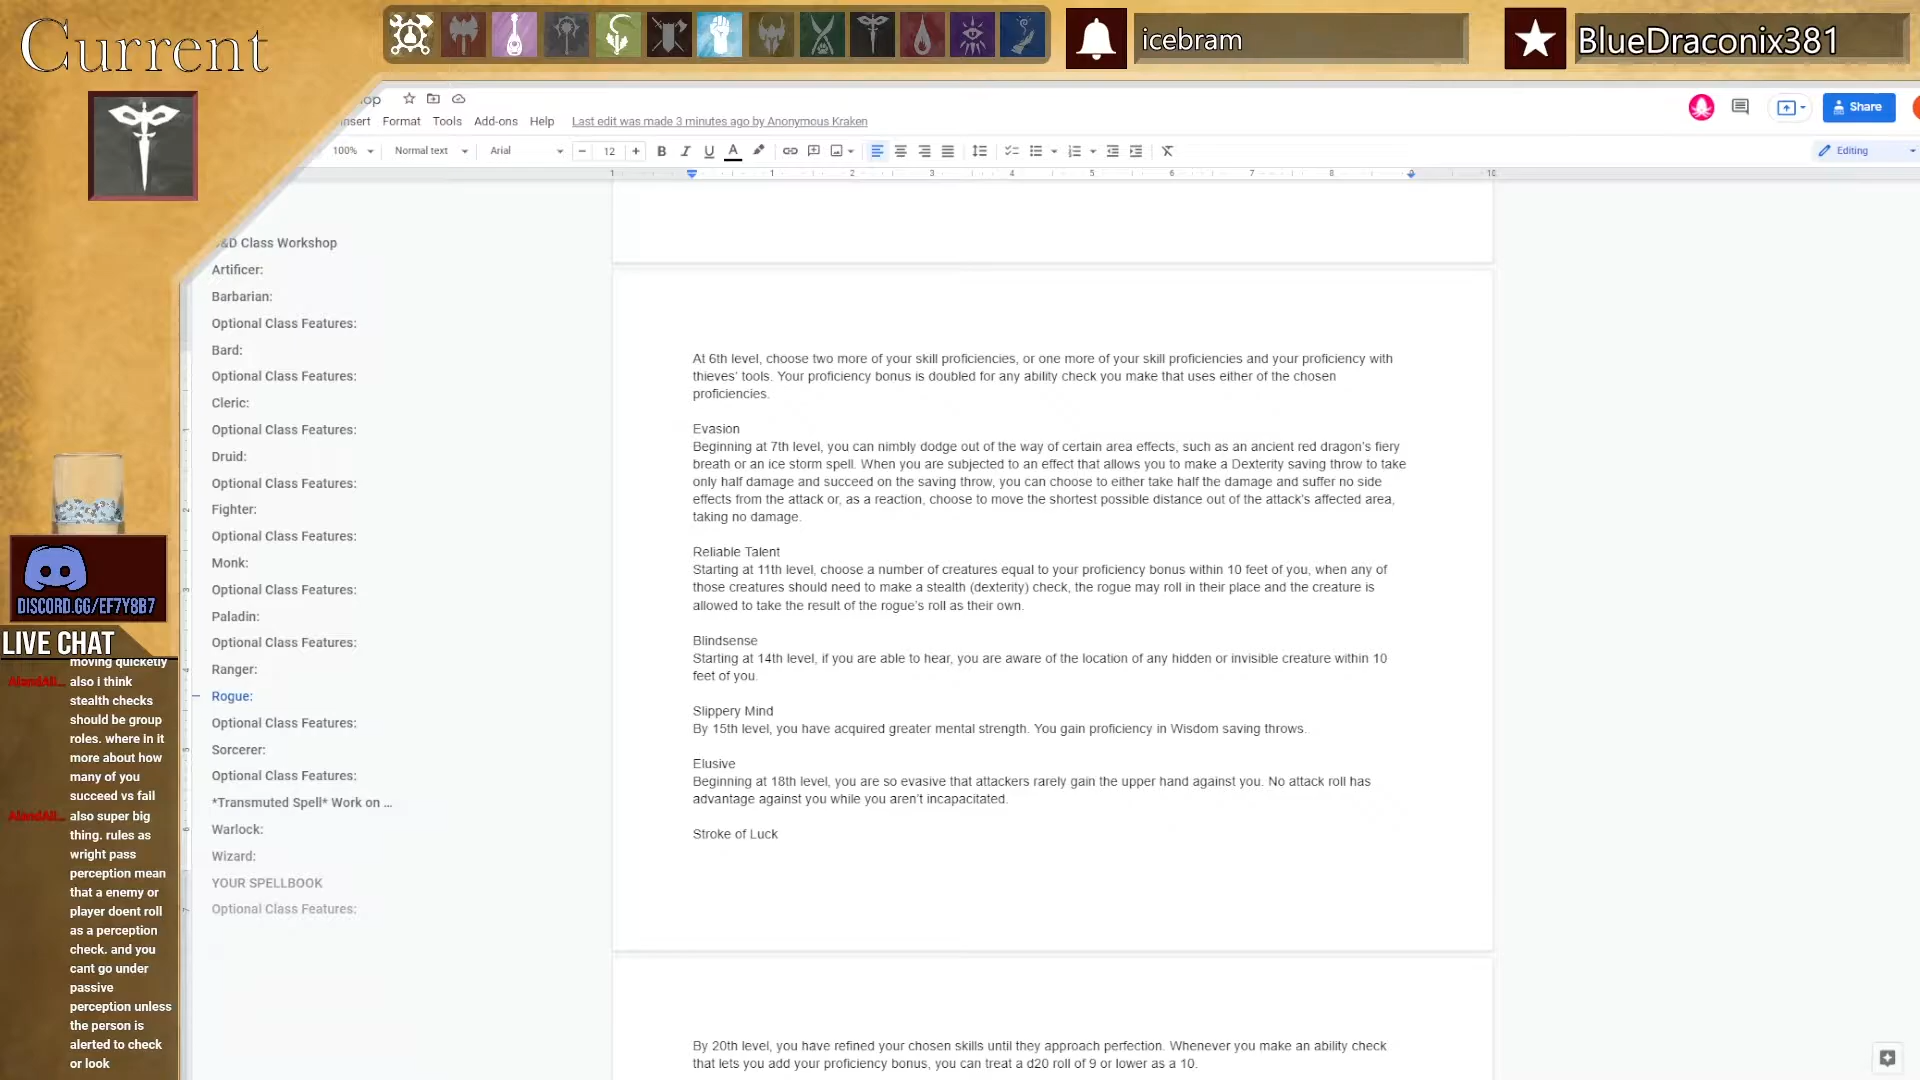 Current
icebram
BlueDraconix381
op
nsert Format Tools Add-ons Help Last edit was made 3 minutes ago by Anonymous Kraken
Share
100% Normal text Arial 12 B I U A
Editing
1 1 2 3 4 5 6 7 8 9 10
&D Class Workshop
Artificer:
Barbarian:
Optional Class Features:
Bard:
Optional Class Features:
Cleric:
Optional Class Features:
Druid:
Optional Class Features:
Fighter:
Optional Class Features:
Monk:
Optional Class Features:
Paladin:
Optional Class Features:
Ranger:
Rogue:
Optional Class Features:
Sorcerer:
Optional Class Features:
*Transmuted Spell* Work on ...
Warlock:
Wizard:
YOUR SPELLBOOK
Optional Class Features:
At 6th level, choose two more of your skill proficiencies, or one more of your skill proficiencies and your proficiency with
thieves’ tools. Your proficiency bonus is doubled for any ability check you make that uses either of the chosen
proficiencies.
Evasion
Beginning at 7th level, you can nimbly dodge out of the way of certain area effects, such as an ancient red dragon’s fiery
breath or an ice storm spell. When you are subjected to an effect that allows you to make a Dexterity saving throw to take
only half damage and succeed on the saving throw, you can choose to either take half the damage and suffer no side
effects from the attack or, as a reaction, choose to move the shortest possible distance out of the attack’s affected area,
taking no damage.
Reliable Talent
Starting at 11th level, choose a number of creatures equal to your proficiency bonus within 10 feet of you, when any of
those creatures should need to make a stealth (dexterity) check, the rogue may roll in their place and the creature is
allowed to take the result of the rogue’s roll as their own.
Blindsense
Starting at 14th level, if you are able to hear, you are aware of the location of any hidden or invisible creature within 10
feet of you.
Slippery Mind
By 15th level, you have acquired greater mental strength. You gain proficiency in Wisdom saving throws.
Elusive
Beginning at 18th level, you are so evasive that attackers rarely gain the upper hand against you. No attack roll has
advantage against you while you aren’t incapacitated.
Stroke of Luck
By 20th level, you have refined your chosen skills until they approach perfection. Whenever you make an ability check
that lets you add your proficiency bonus, you can treat a d20 roll of 9 or lower as a 10.
DISCORD.GG/EF7Y8B7
LIVE CHAT
moving quicketly
also i think
stealth checks
should be group
roles. where in it
more about how
many of you
succeed vs fail
also super big
thing. rules as
wright pass
perception mean
that a enemy or
player doent roll
as a perception
check. and you
cant go under
passive
perception unless
the person is
alerted to check
or look